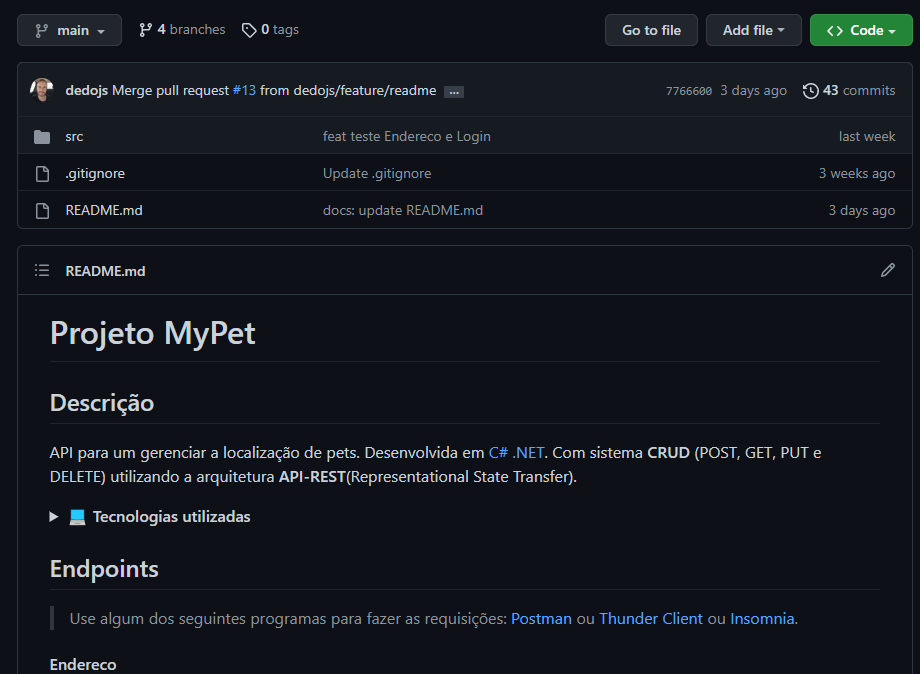 main 4 branches 0 tags Go to file Add file Code
dedojs Merge pull request #13 from dedojs/feature/readme ... 7766600 3 days ago 43 commits
src feat teste Endereco e Login last week
.gitignore Update .gitignore 3 weeks ago
README.md docs: update README.md 3 days ago
README.md
Projeto MyPet
Descrição
API para um gerenciar a localização de pets. Desenvolvida em C# .NET. Com sistema CRUD (POST, GET, PUT e
DELETE) utilizando a arquitetura API-REST(Representational State Transfer).
Tecnologias utilizadas
Endpoints
Use algum dos seguintes programas para fazer as requisições: Postman ou Thunder Client ou Insomnia.
Endereco